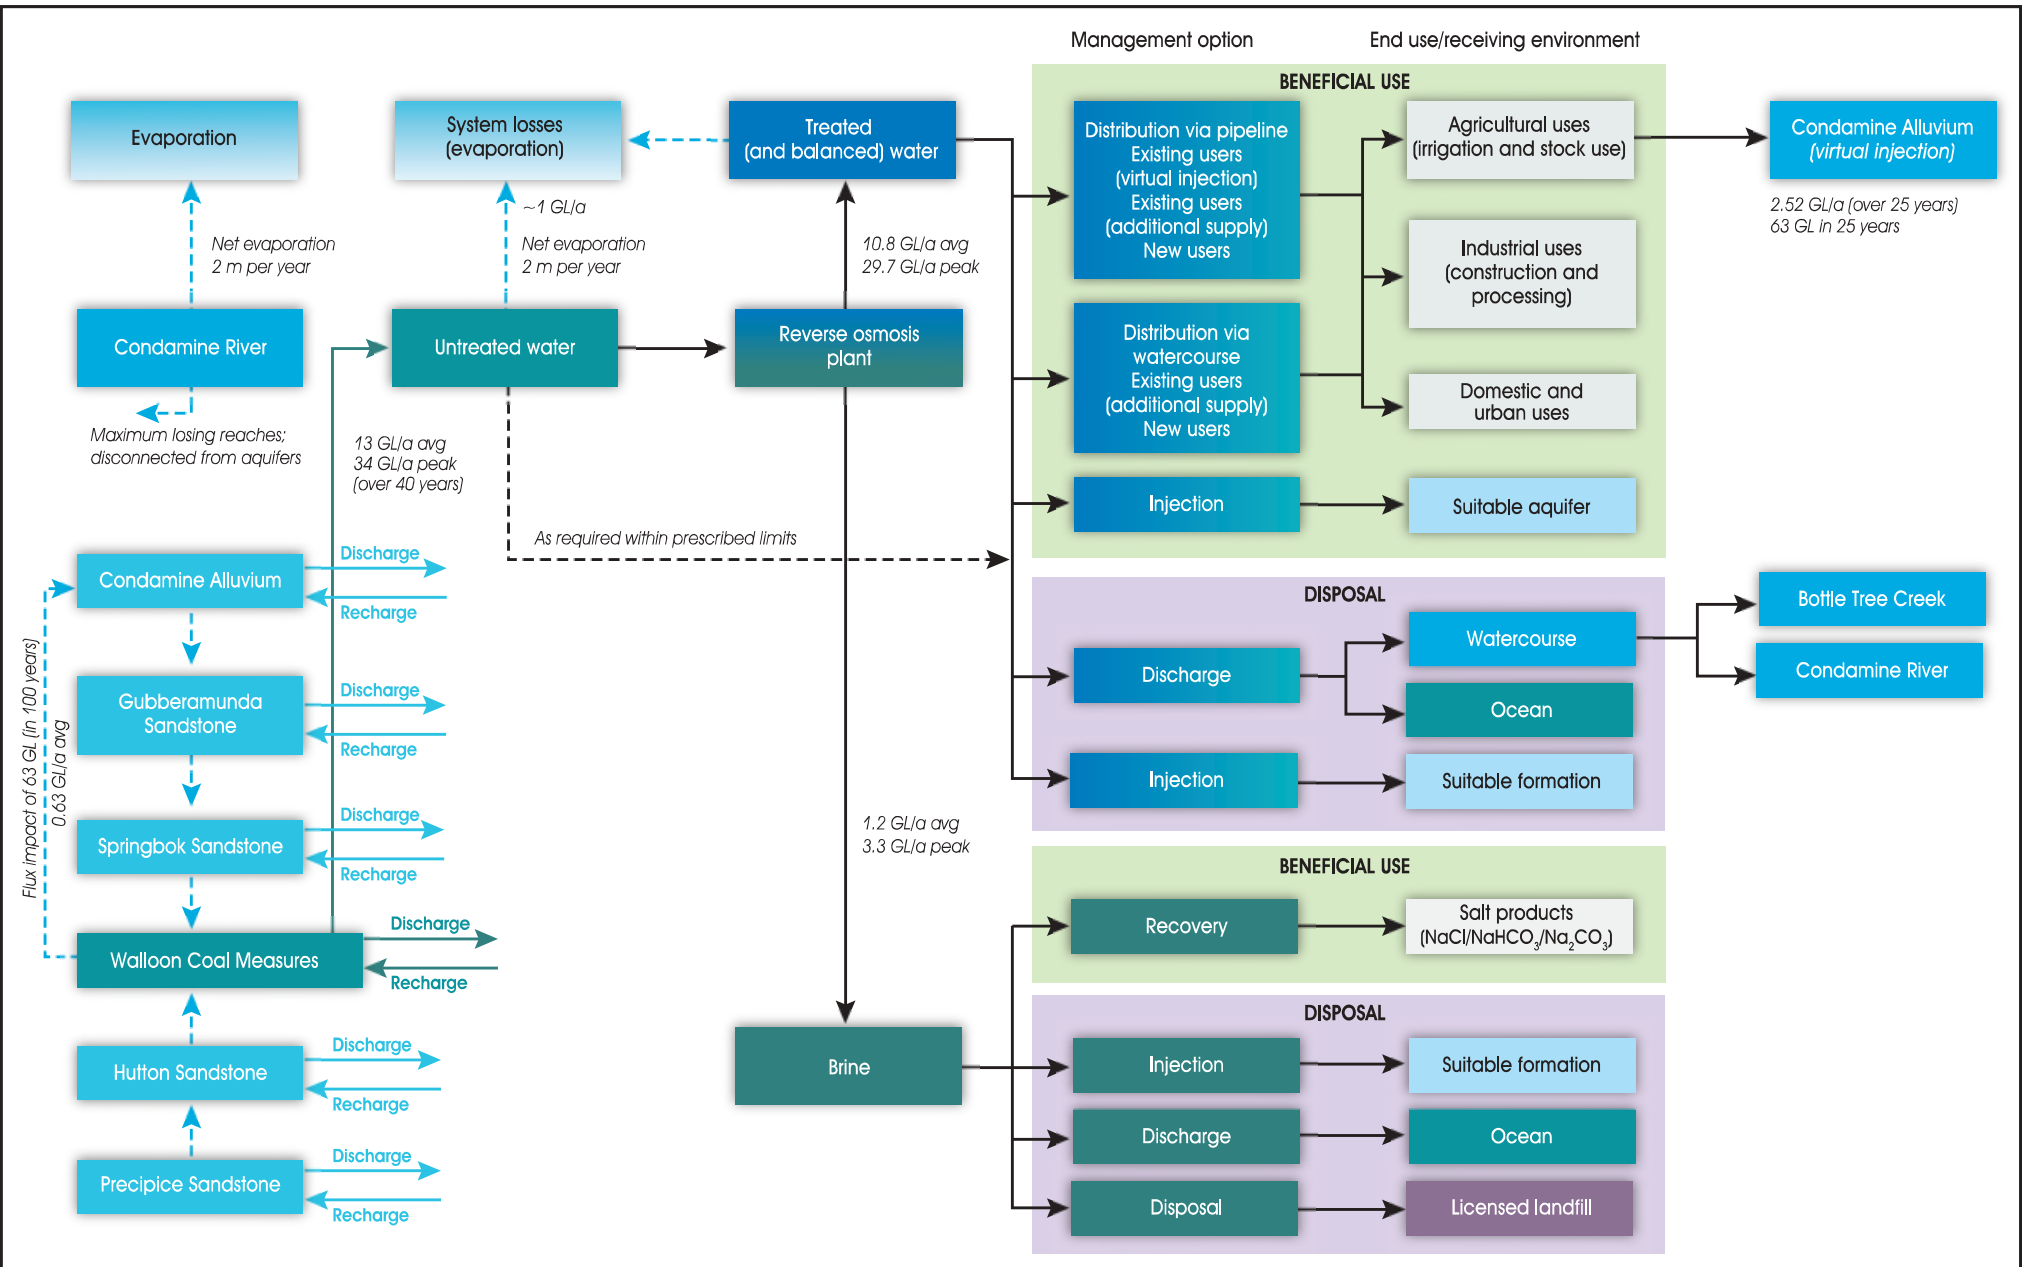 Management option
End use/receiving environment
BENEFICIAL USE
Evaporation
System losses
(evaporation)
Treated
(and balanced) water
Distribution via pipeline
Existing users
(virtual injection)
Existing users
(additional supply)
New users
Agricultural uses
(irrigation and stock use)
Condamine Alluvium
(virtual injection)
2.52 GL/a (over 25 years)
63 GL in 25 years
~1 GL/a
Net evaporation
2 m per year
Net evaporation
2 m per year
10.8 GL/a avg
29.7 GL/a peak
Industrial uses
(construction and
processing)
Condamine River
Untreated water
Reverse osmosis
plant
Distribution via
watercourse
Existing users
(additional supply)
New users
Domestic and
urban uses
Maximum losing reaches;
disconnected from aquifers
13 GL/a avg
34 GL/a peak
(over 40 years)
Injection
Suitable aquifer
As required within prescribed limits
Condamine Alluvium
Discharge
Recharge
DISPOSAL
Discharge
Watercourse
Ocean
Bottle Tree Creek
Condamine River
Injection
Suitable formation
Flux impact of 63 GL (in 100 years)
0.63 GL/a avg
Gubberamunda
Sandstone
Discharge
Recharge
Springbok Sandstone
Discharge
Recharge
1.2 GL/a avg
3.3 GL/a peak
Walloon Coal Measures
Discharge
Recharge
BENEFICIAL USE
Recovery
Salt products
(NaCl/NaHCO3/Na2CO3)
Hutton Sandstone
Discharge
Recharge
Precipice Sandstone
Discharge
Recharge
Brine
DISPOSAL
Injection
Suitable formation
Discharge
Ocean
Disposal
Licensed landfill